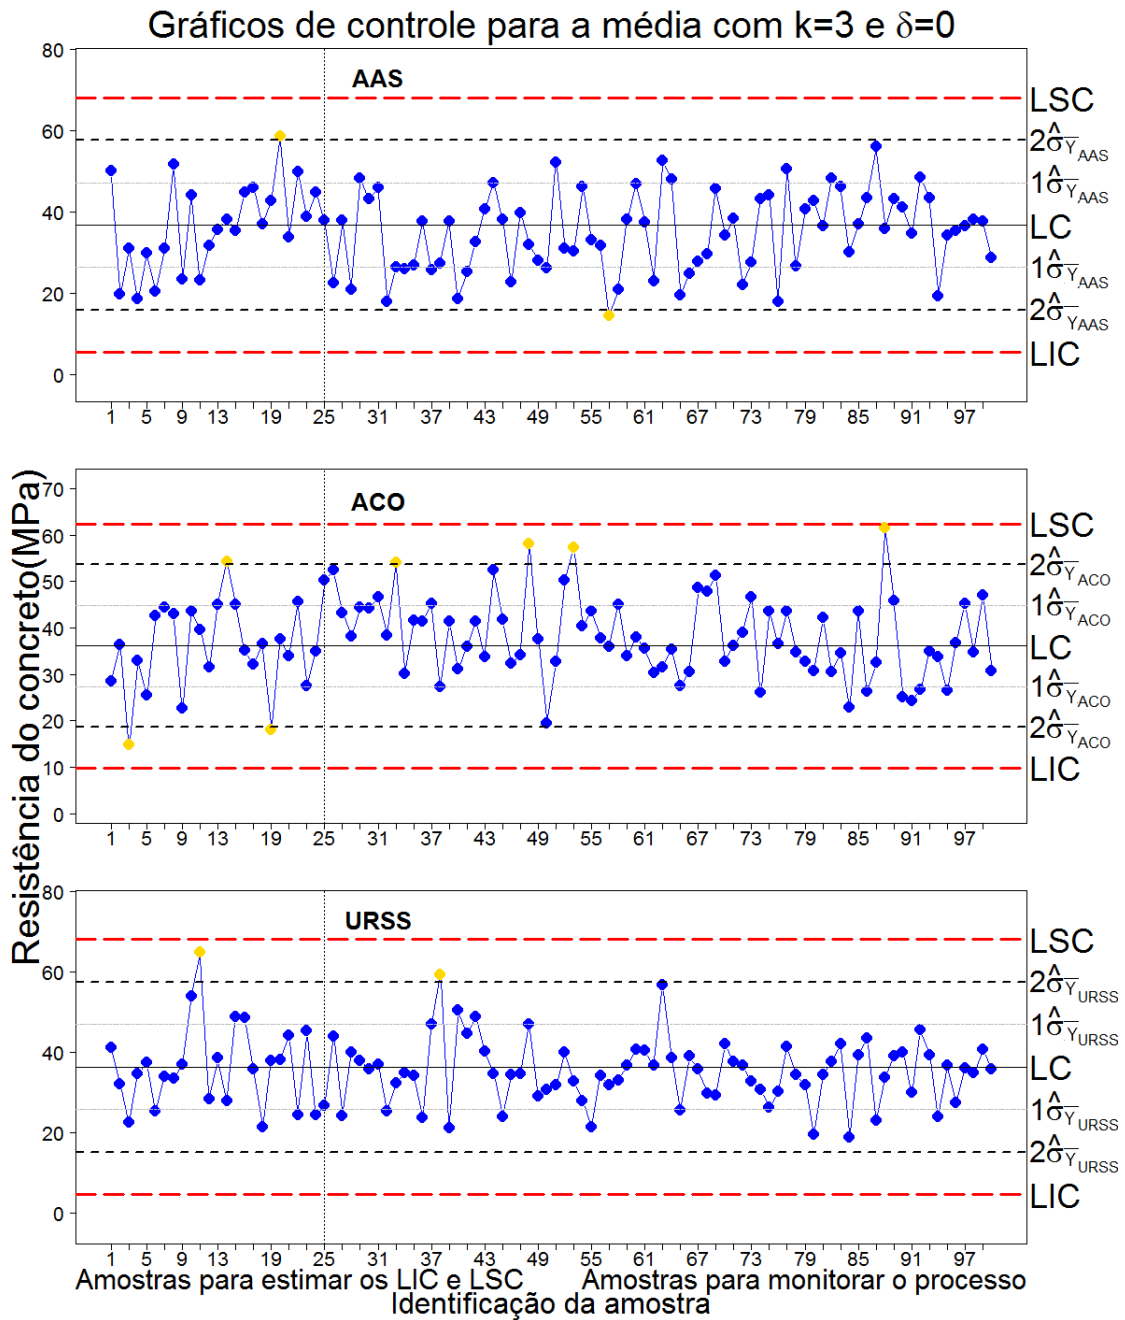 Gráficos de controle para a média com k=3 e δ=0
Resistência do concreto(MPa)
AAS
80
60
40
20
0
LSC
2σ̂Y̅AAS
1σ̂Y̅AAS
LC
1σ̂Y̅AAS
2σ̂Y̅AAS
LIC
1 5 9 13 19 25 31 37 43 49 55 61 67 73 79 85 91 97
ACO
70
60
50
40
30
20
10
0
LSC
2σ̂Y̅ACO
1σ̂Y̅ACO
LC
1σ̂Y̅ACO
2σ̂Y̅ACO
LIC
1 5 9 13 19 25 31 37 43 49 55 61 67 73 79 85 91 97
URSS
80
60
40
20
0
LSC
2σ̂Y̅URSS
1σ̂Y̅URSS
LC
1σ̂Y̅URSS
2σ̂Y̅URSS
LIC
1 5 9 13 19 25 31 37 43 49 55 61 67 73 79 85 91 97
Amostras para estimar os LIC e LSC
Amostras para monitorar o processo
Identificação da amostra